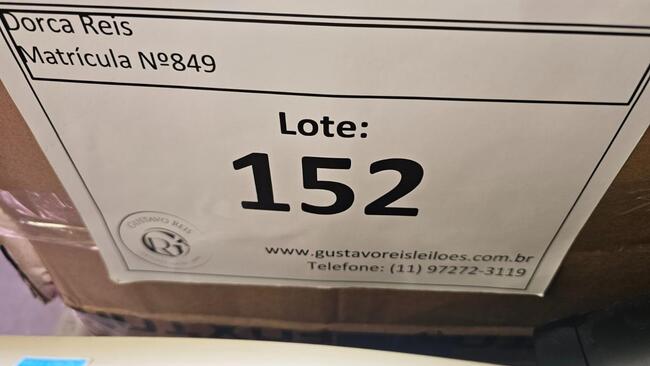 Dorca Reis
Matrícula Nº849
Lote:
152
GUSTAVO REIS
www.gustavoreisleiloes.com.br
Telefone: (11) 97272-3119